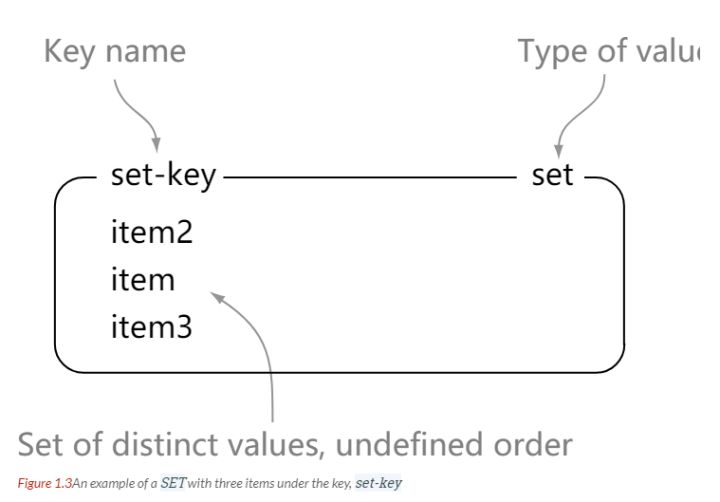 Key name
Type of valu
set-key
set
item2
item
item3
Set of distinct values, undefined order
Figure 1.3An example of a SET with three items under the key, set-key